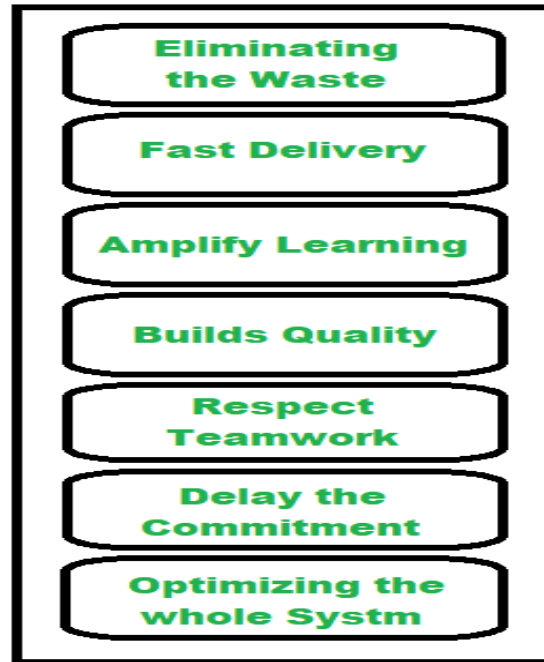 Eliminating
the Waste
Fast Delivery
Amplify Learning
Builds Quality
Respect
Teamwork
Delay the
Commitment
Optimizing the
whole Systm